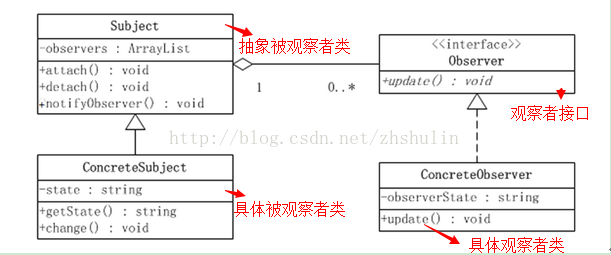 Subject
-observers : ArrayList
+attach() : void
+detach() : void
+notifyObserver() : void
抽象被观察者类
1
0..*
<<interface>>
Observer
+update() : void
观察者接口
http://blog.csdn.net/zhshulin
ConcreteSubject
-state : string
+getState() : string
+change() : void
具体被观察者类
ConcreteObserver
-observerState : string
+update() : void
具体观察者类